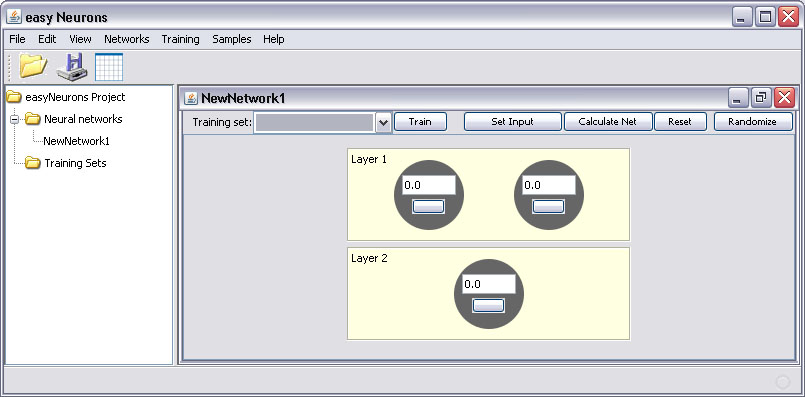 easy Neurons
File Edit View Networks Training Samples Help
easyNeurons Project
Neural networks
NewNetwork1
Training Sets
NewNetwork1
Training set: Train Set Input Calculate Net Reset Randomize
Layer 1
0.0 0.0
Layer 2
0.0